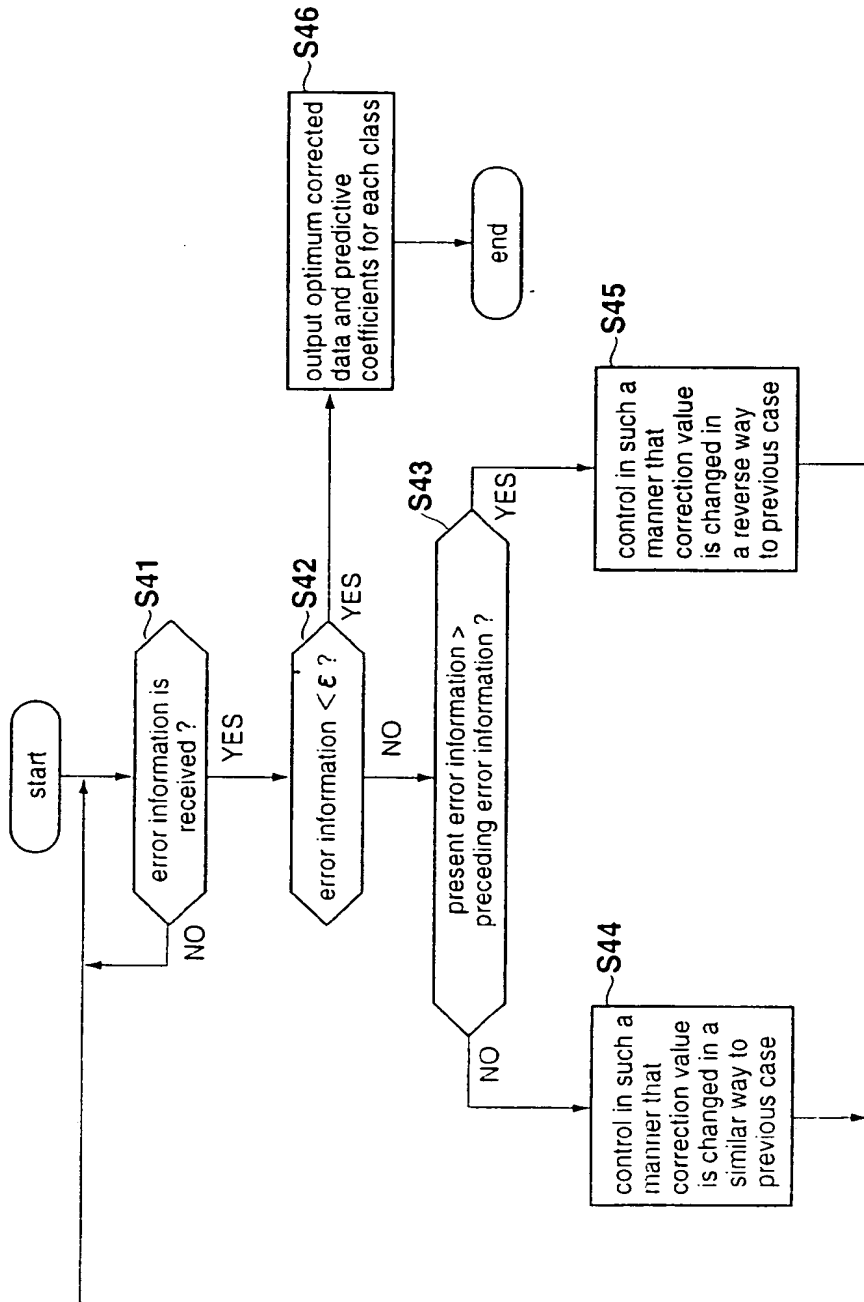 start
S41
error information is
received ?
NO
YES
S42
error information < ε ?
YES
NO
S46
output optimum corrected
data and predictive
coefficients for each class
end
S43
present error information >
preceding error information ?
NO
YES
S44
control in such a
manner that
correction value
is changed in a
similar way to
previous case
S45
control in such a
manner that
correction value
is changed in
a reverse way
to previous case